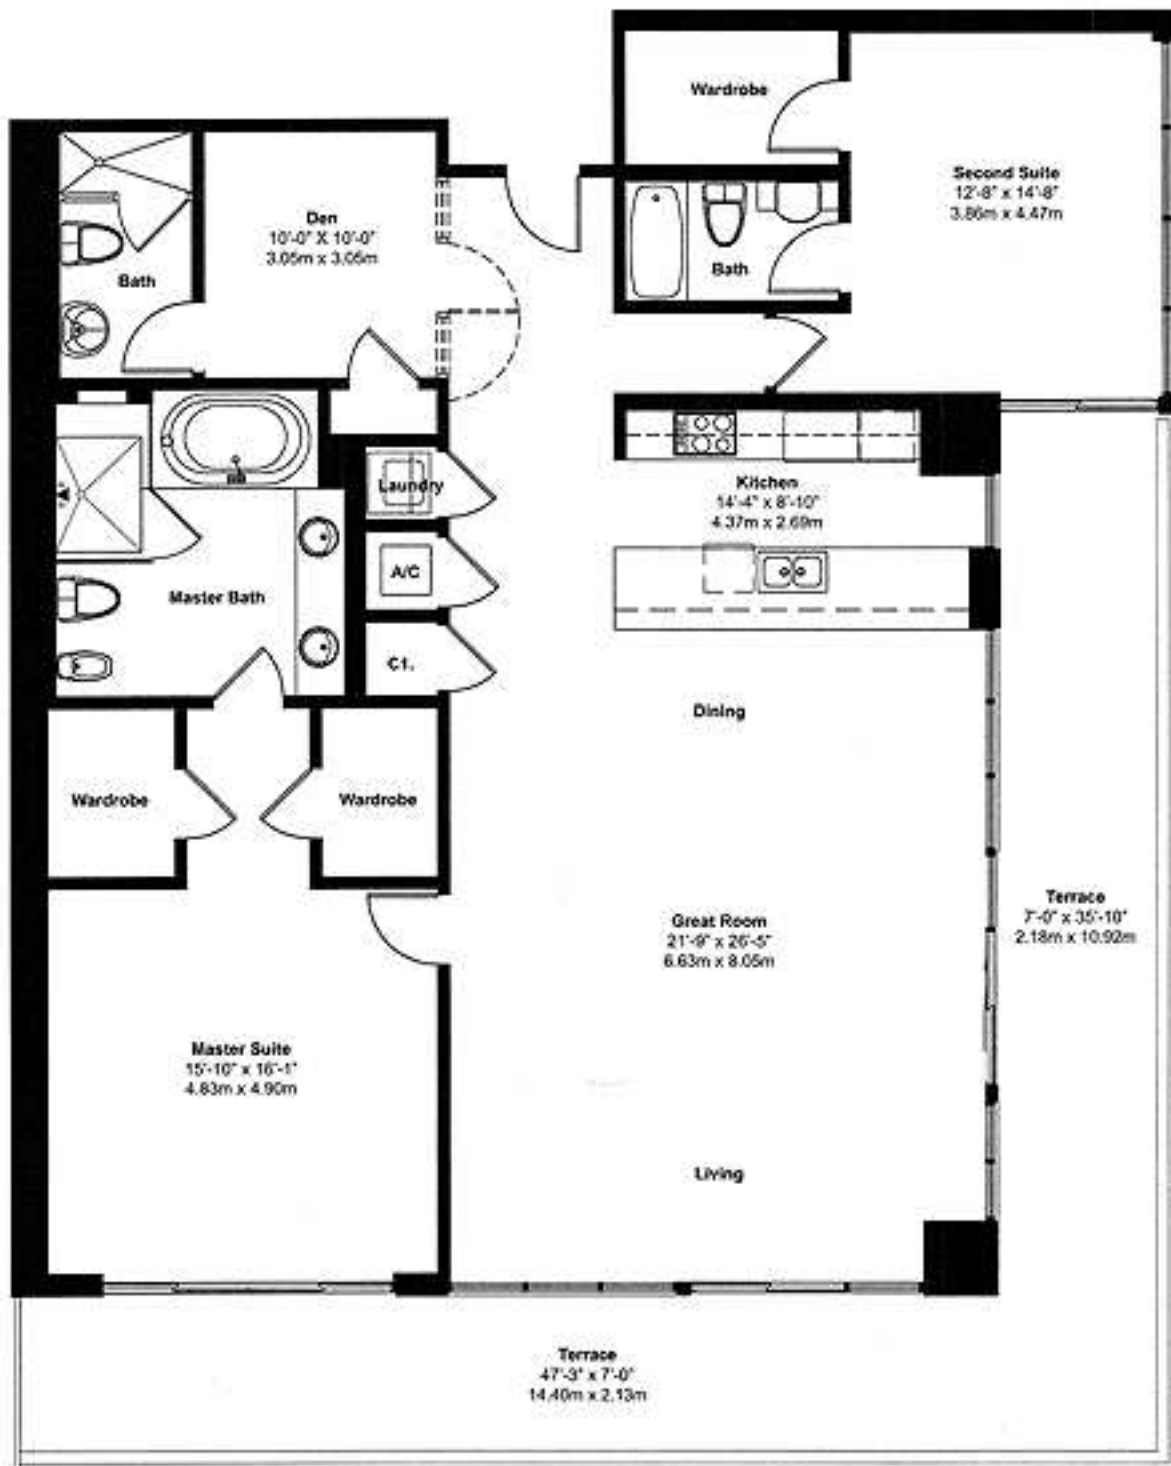 Wardrobe
Second Suite
12'-8" x 14'-8"
3.86m x 4.47m
Den
10'-0" X 10'-0"
3.05m x 3.05m
Bath
Bath
Kitchen
14'-4" x 8'-10"
4.37m x 2.69m
Laundry
A/C
Master Bath
C1.
Dining
Wardrobe
Wardrobe
Terrace
7'-0" x 35'-10"
2.18m x 10.92m
Great Room
21'-9" x 26'-5"
6.63m x 8.05m
Master Suite
15'-10" x 16'-1"
4.83m x 4.90m
Living
Terrace
47'-3" x 7'-0"
14.40m x 2.13m